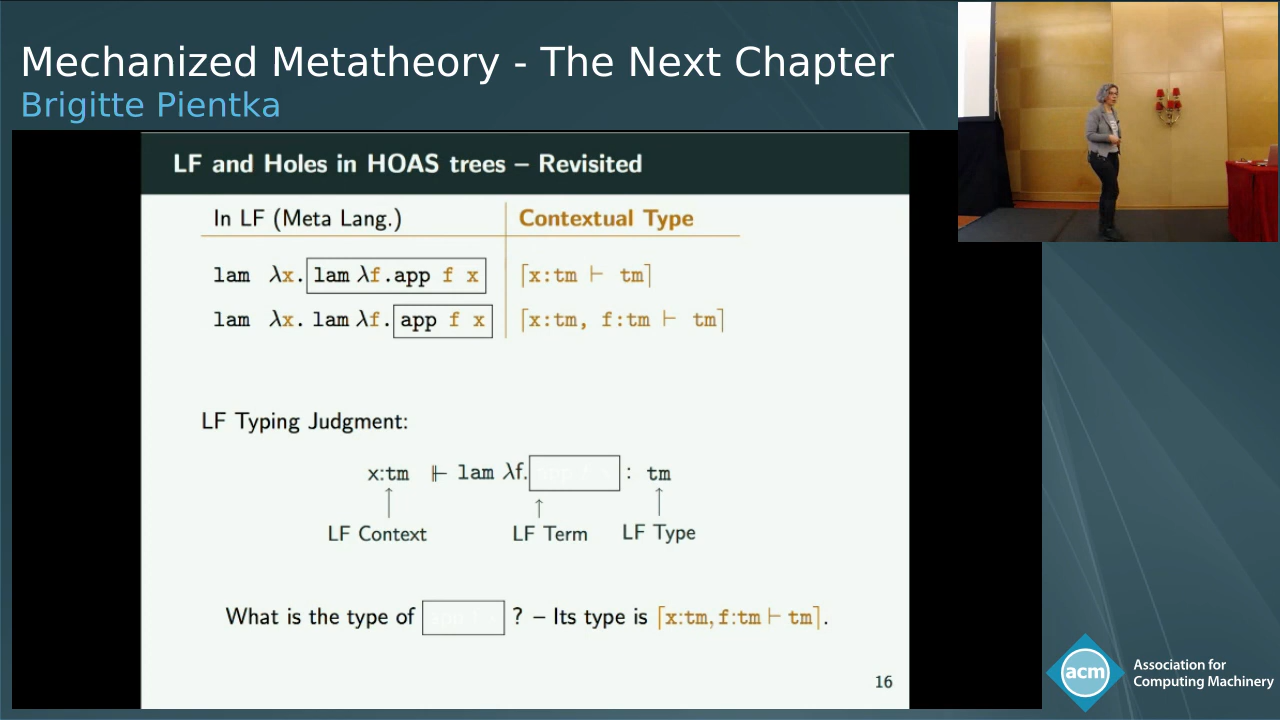 Mechanized Metatheory - The Next Chapter
Brigitte Pientka
LF and Holes in HOAS trees – Revisited
In LF (Meta Lang.) Contextual Type
lam λx. lam λf.app f x ⌈x:tm ⊢ tm⌉
lam λx. lam λf. app f x ⌈x:tm, f:tm ⊢ tm⌉
LF Typing Judgment:
x:tm ⊩ lam λf. app f x : tm
LF Context LF Term LF Type
What is the type of app f x ? – Its type is ⌈x:tm, f:tm ⊢ tm⌉.
16
acm Association for
Computing Machinery